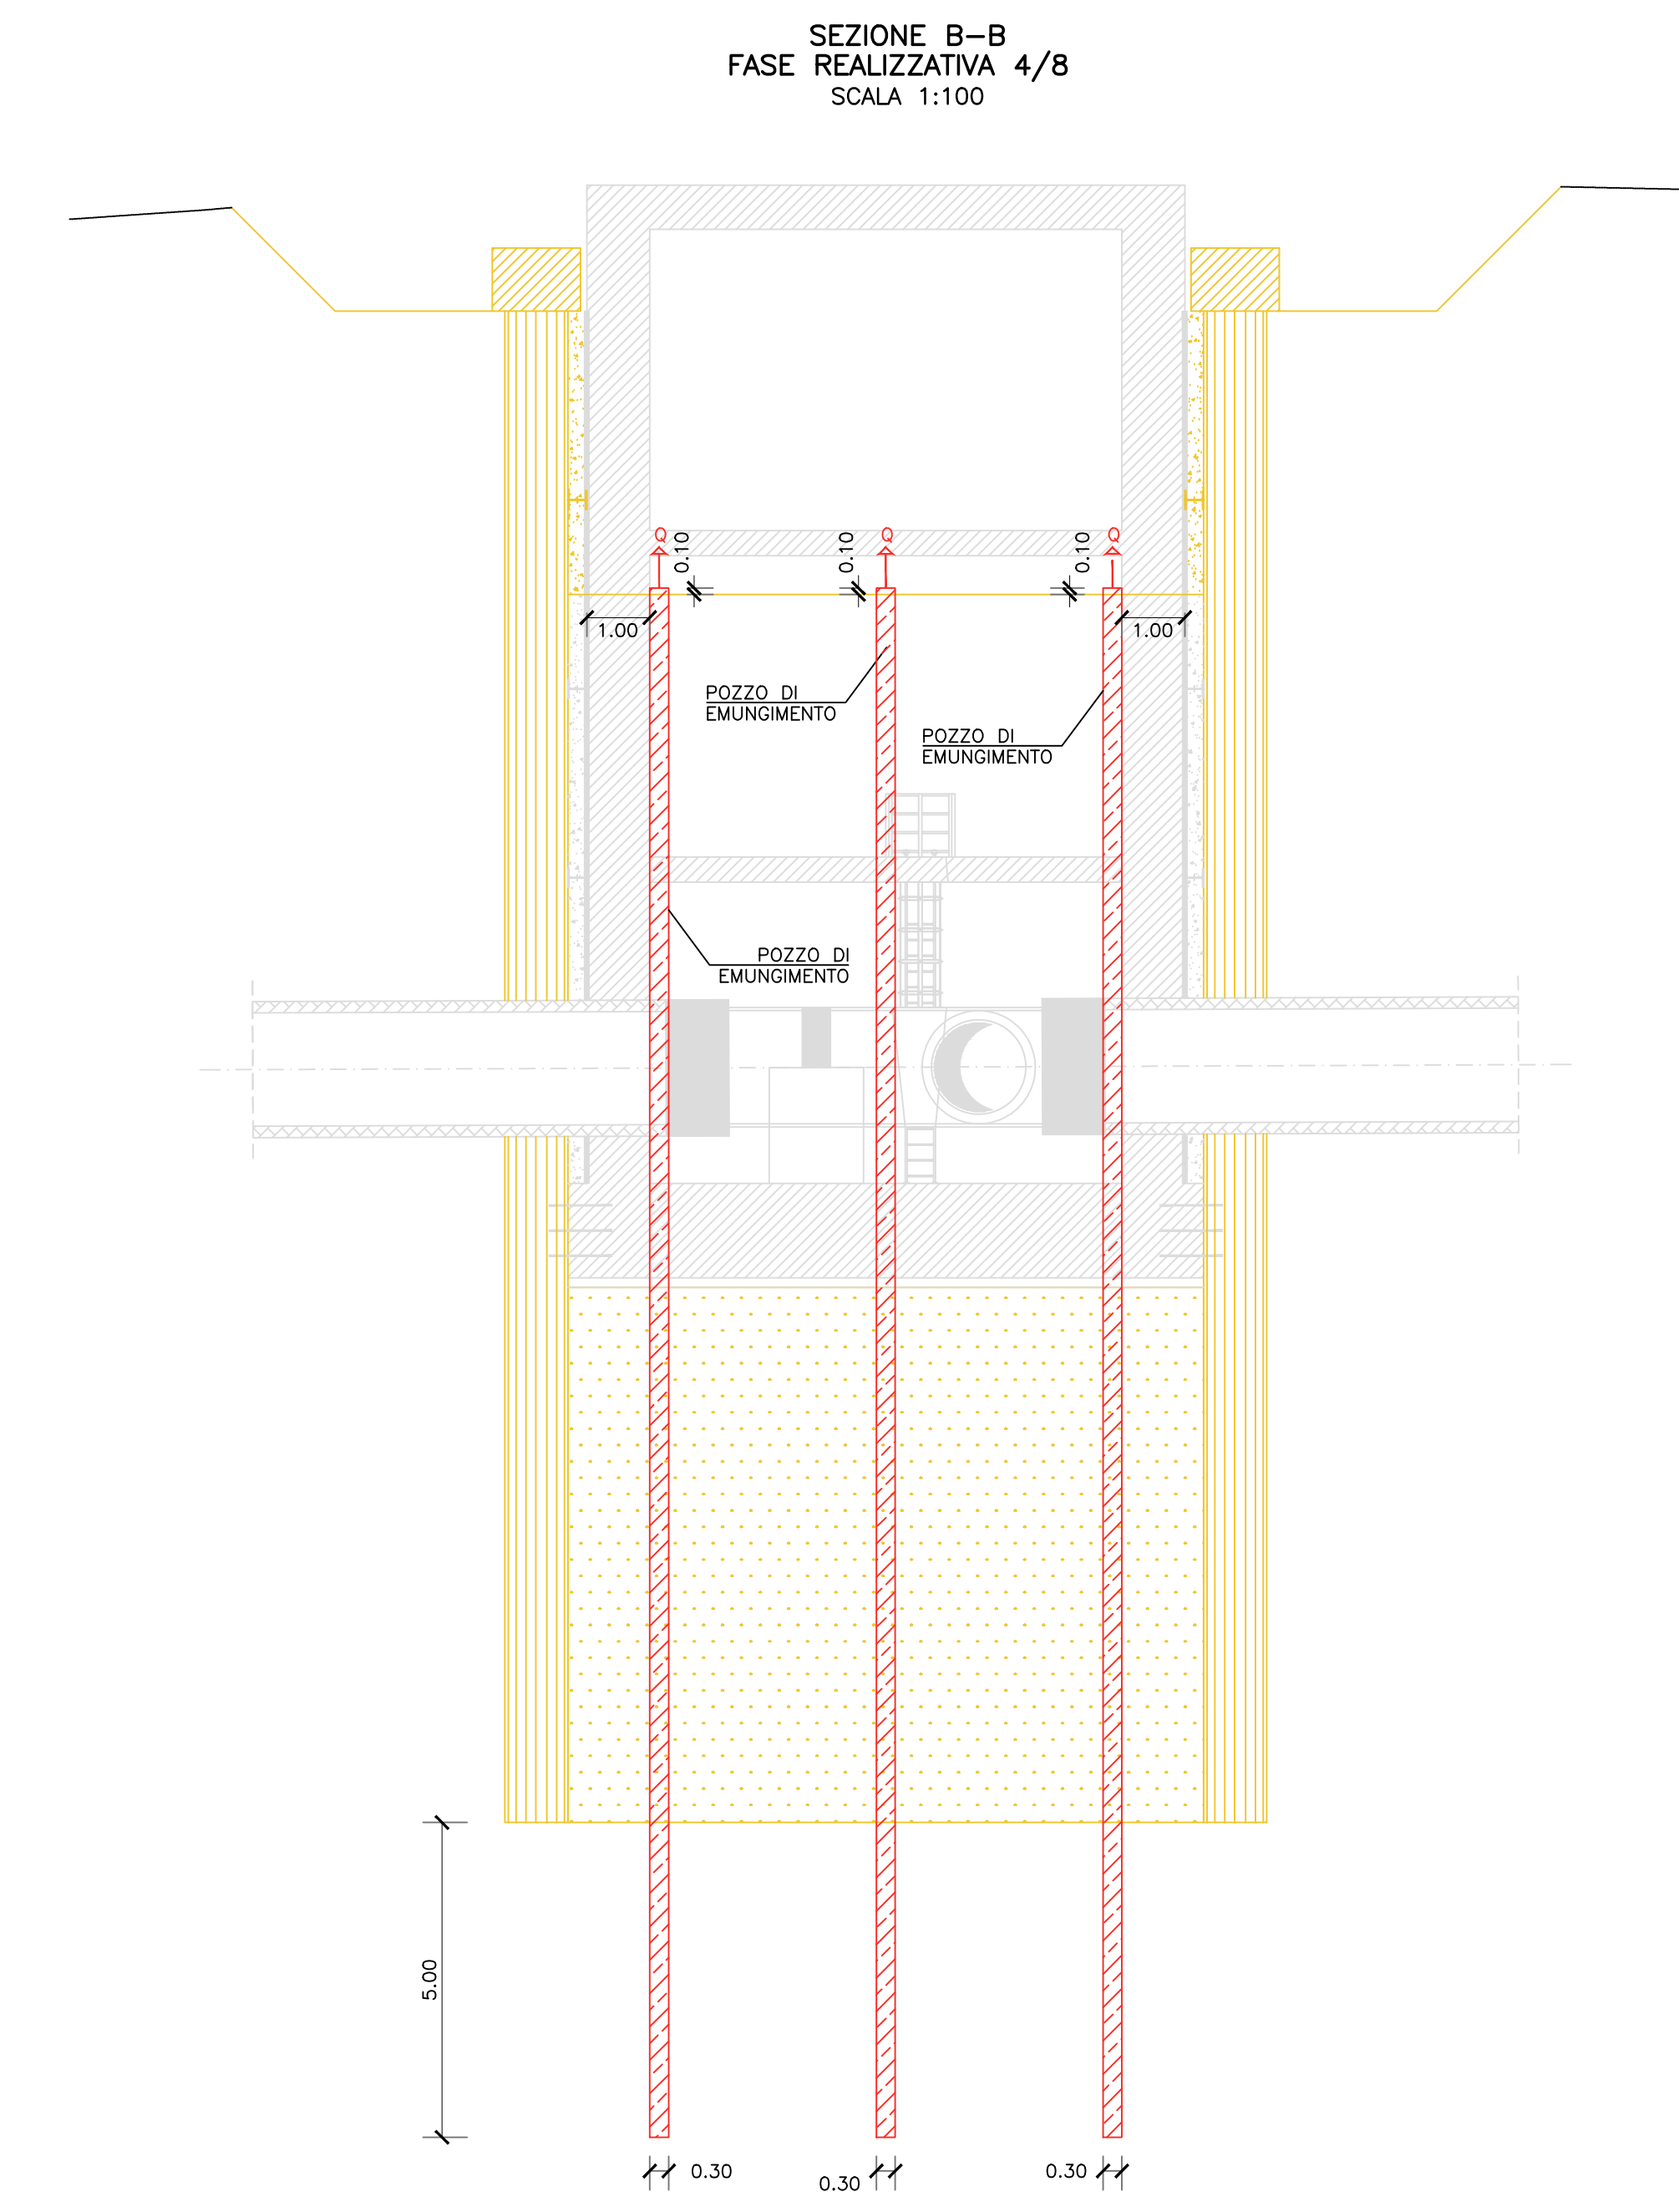 SEZIONE B-B
FASE REALIZZATIVA 4/8
SCALA 1:100
Q
0.10
0.10
Q
0.10
Q
1.00
1.00
POZZO DI
EMUNGIMENTO
POZZO DI
EMUNGIMENTO
POZZO DI
EMUNGIMENTO
5.00
0.30
0.30
0.30